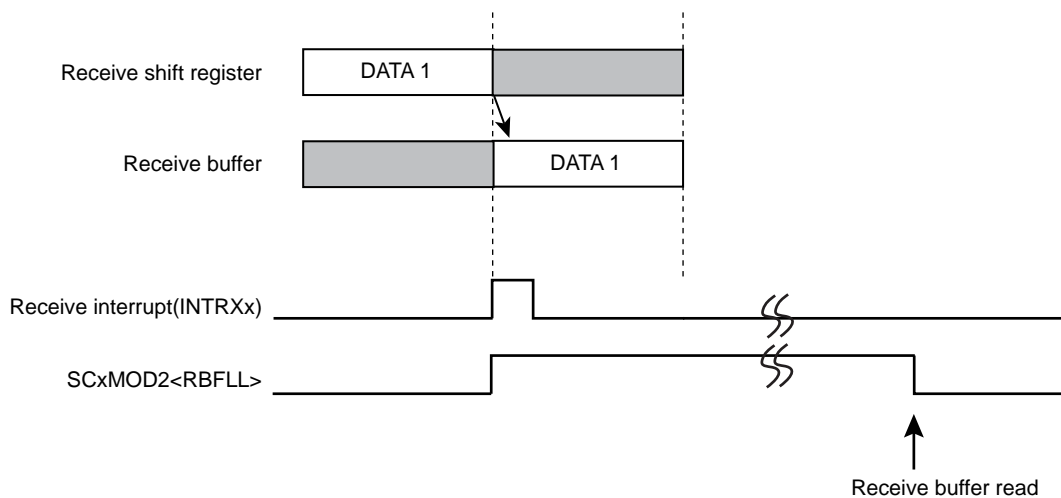 Receive shift register
DATA 1
Receive buffer
DATA 1
Receive interrupt(INTRXx)
SCxMOD2<RBFLL>
Receive buffer read